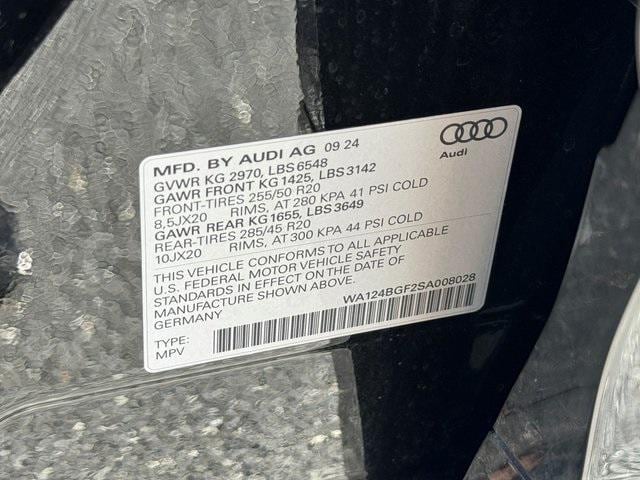 MFD. BY AUDI AG 09 24
GVWR KG 2970, LBS 6548
GAWR FRONT KG 1425, LBS 3142
FRONT-TIRES 255/50 R20
8,5JX20 RIMS, AT 280 KPA 41 PSI COLD
GAWR REAR KG 1655, LBS 3649
REAR-TIRES 285/45 R20
10JX20 RIMS, AT 300 KPA 44 PSI COLD
THIS VEHICLE CONFORMS TO ALL APPLICABLE
U.S. FEDERAL MOTOR VEHICLE SAFETY
STANDARDS IN EFFECT ON THE DATE OF
MANUFACTURE SHOWN ABOVE.
GERMANY
WA124BGF2SA008028
TYPE:
MPV
Audi